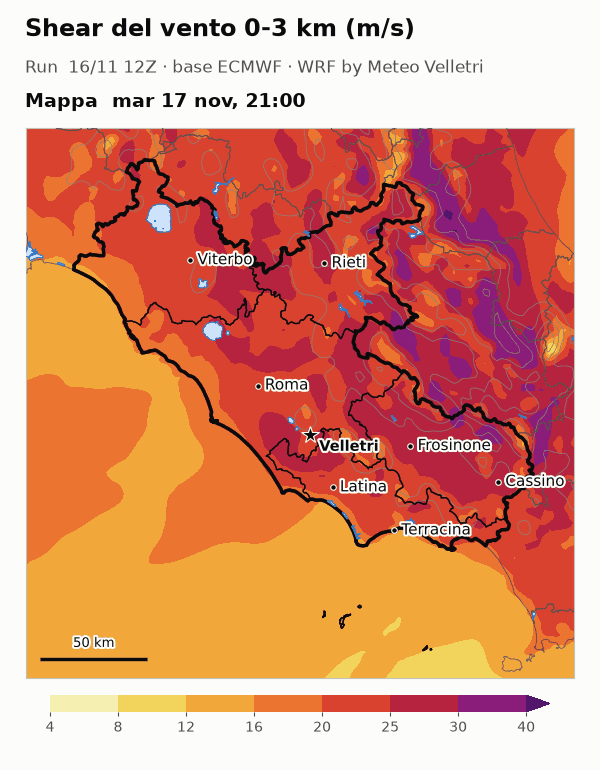 Shear del vento 0-3 km (m/s)
Run  16/11 12Z · base ECMWF · WRF by Meteo Velletri
Mappa  mar 17 nov, 21:00
Viterbo
Rieti
Roma
Velletri
Frosinone
Cassino
Latina
Terracina
50 km
4 8 12 16 20 25 30 40